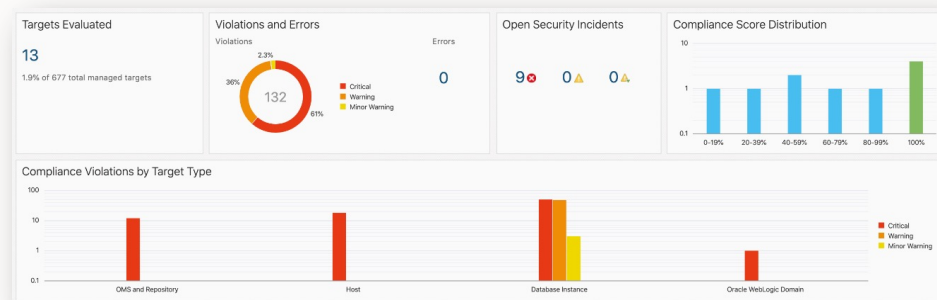 Targets Evaluated
13
1.9% of 677 total managed targets
Violations and Errors
Violations
Errors
2.3%
36%
132
61%
Critical
Warning
Minor Warning
0
Open Security Incidents
9
0
0
Compliance Score Distribution
10
1
0.1
0-19%
20-39%
40-59%
60-79%
80-99%
100%
Compliance Violations by Target Type
100
10
1
0.1
OMS and Repository
Host
Database Instance
Oracle WebLogic Domain
Critical
Warning
Minor Warning